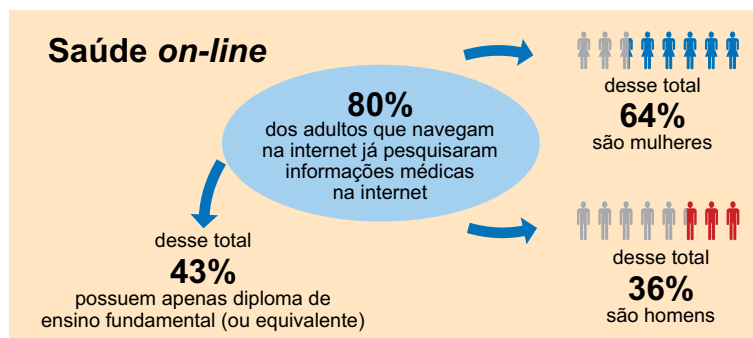 Saúde on-line
80%
dos adultos que navegam
na internet já pesquisaram
informações médicas
na internet
desse total
64%
são mulheres
desse total
43%
possuem apenas diploma de
ensino fundamental (ou equivalente)
desse total
36%
são homens